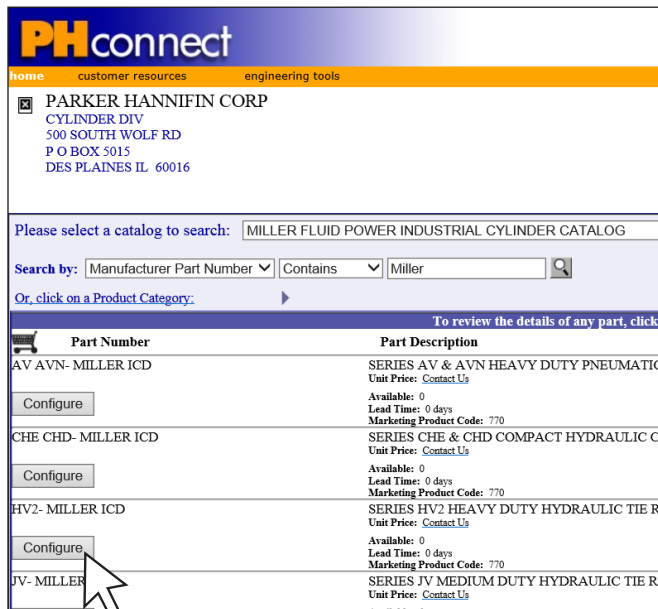 PHconnect
home customer resources engineering tools
PARKER HANNIFIN CORP
CYLINDER DIV
500 SOUTH WOLF RD
P O BOX 5015
DES PLAINES IL 60016
Please select a catalog to search: MILLER FLUID POWER INDUSTRIAL CYLINDER CATALOG
Search by: Manufacturer Part Number Contains Miller
Or, click on a Product Category:
To review the details of any part, click
Part Number Part Description
AV AVN- MILLER ICD SERIES AV & AVN HEAVY DUTY PNEUMATIC
Unit Price: Contact Us
Configure Available: 0
Lead Time: 0 days
Marketing Product Code: 770
CHE CHD- MILLER ICD SERIES CHE & CHD COMPACT HYDRAULIC C
Unit Price: Contact Us
Configure Available: 0
Lead Time: 0 days
Marketing Product Code: 770
HV2- MILLER ICD SERIES HV2 HEAVY DUTY HYDRAULIC TIE R
Unit Price: Contact Us
Configure Available: 0
Lead Time: 0 days
Marketing Product Code: 770
JV- MILLER SERIES JV MEDIUM DUTY HYDRAULIC TIE R
Unit Price: Contact Us